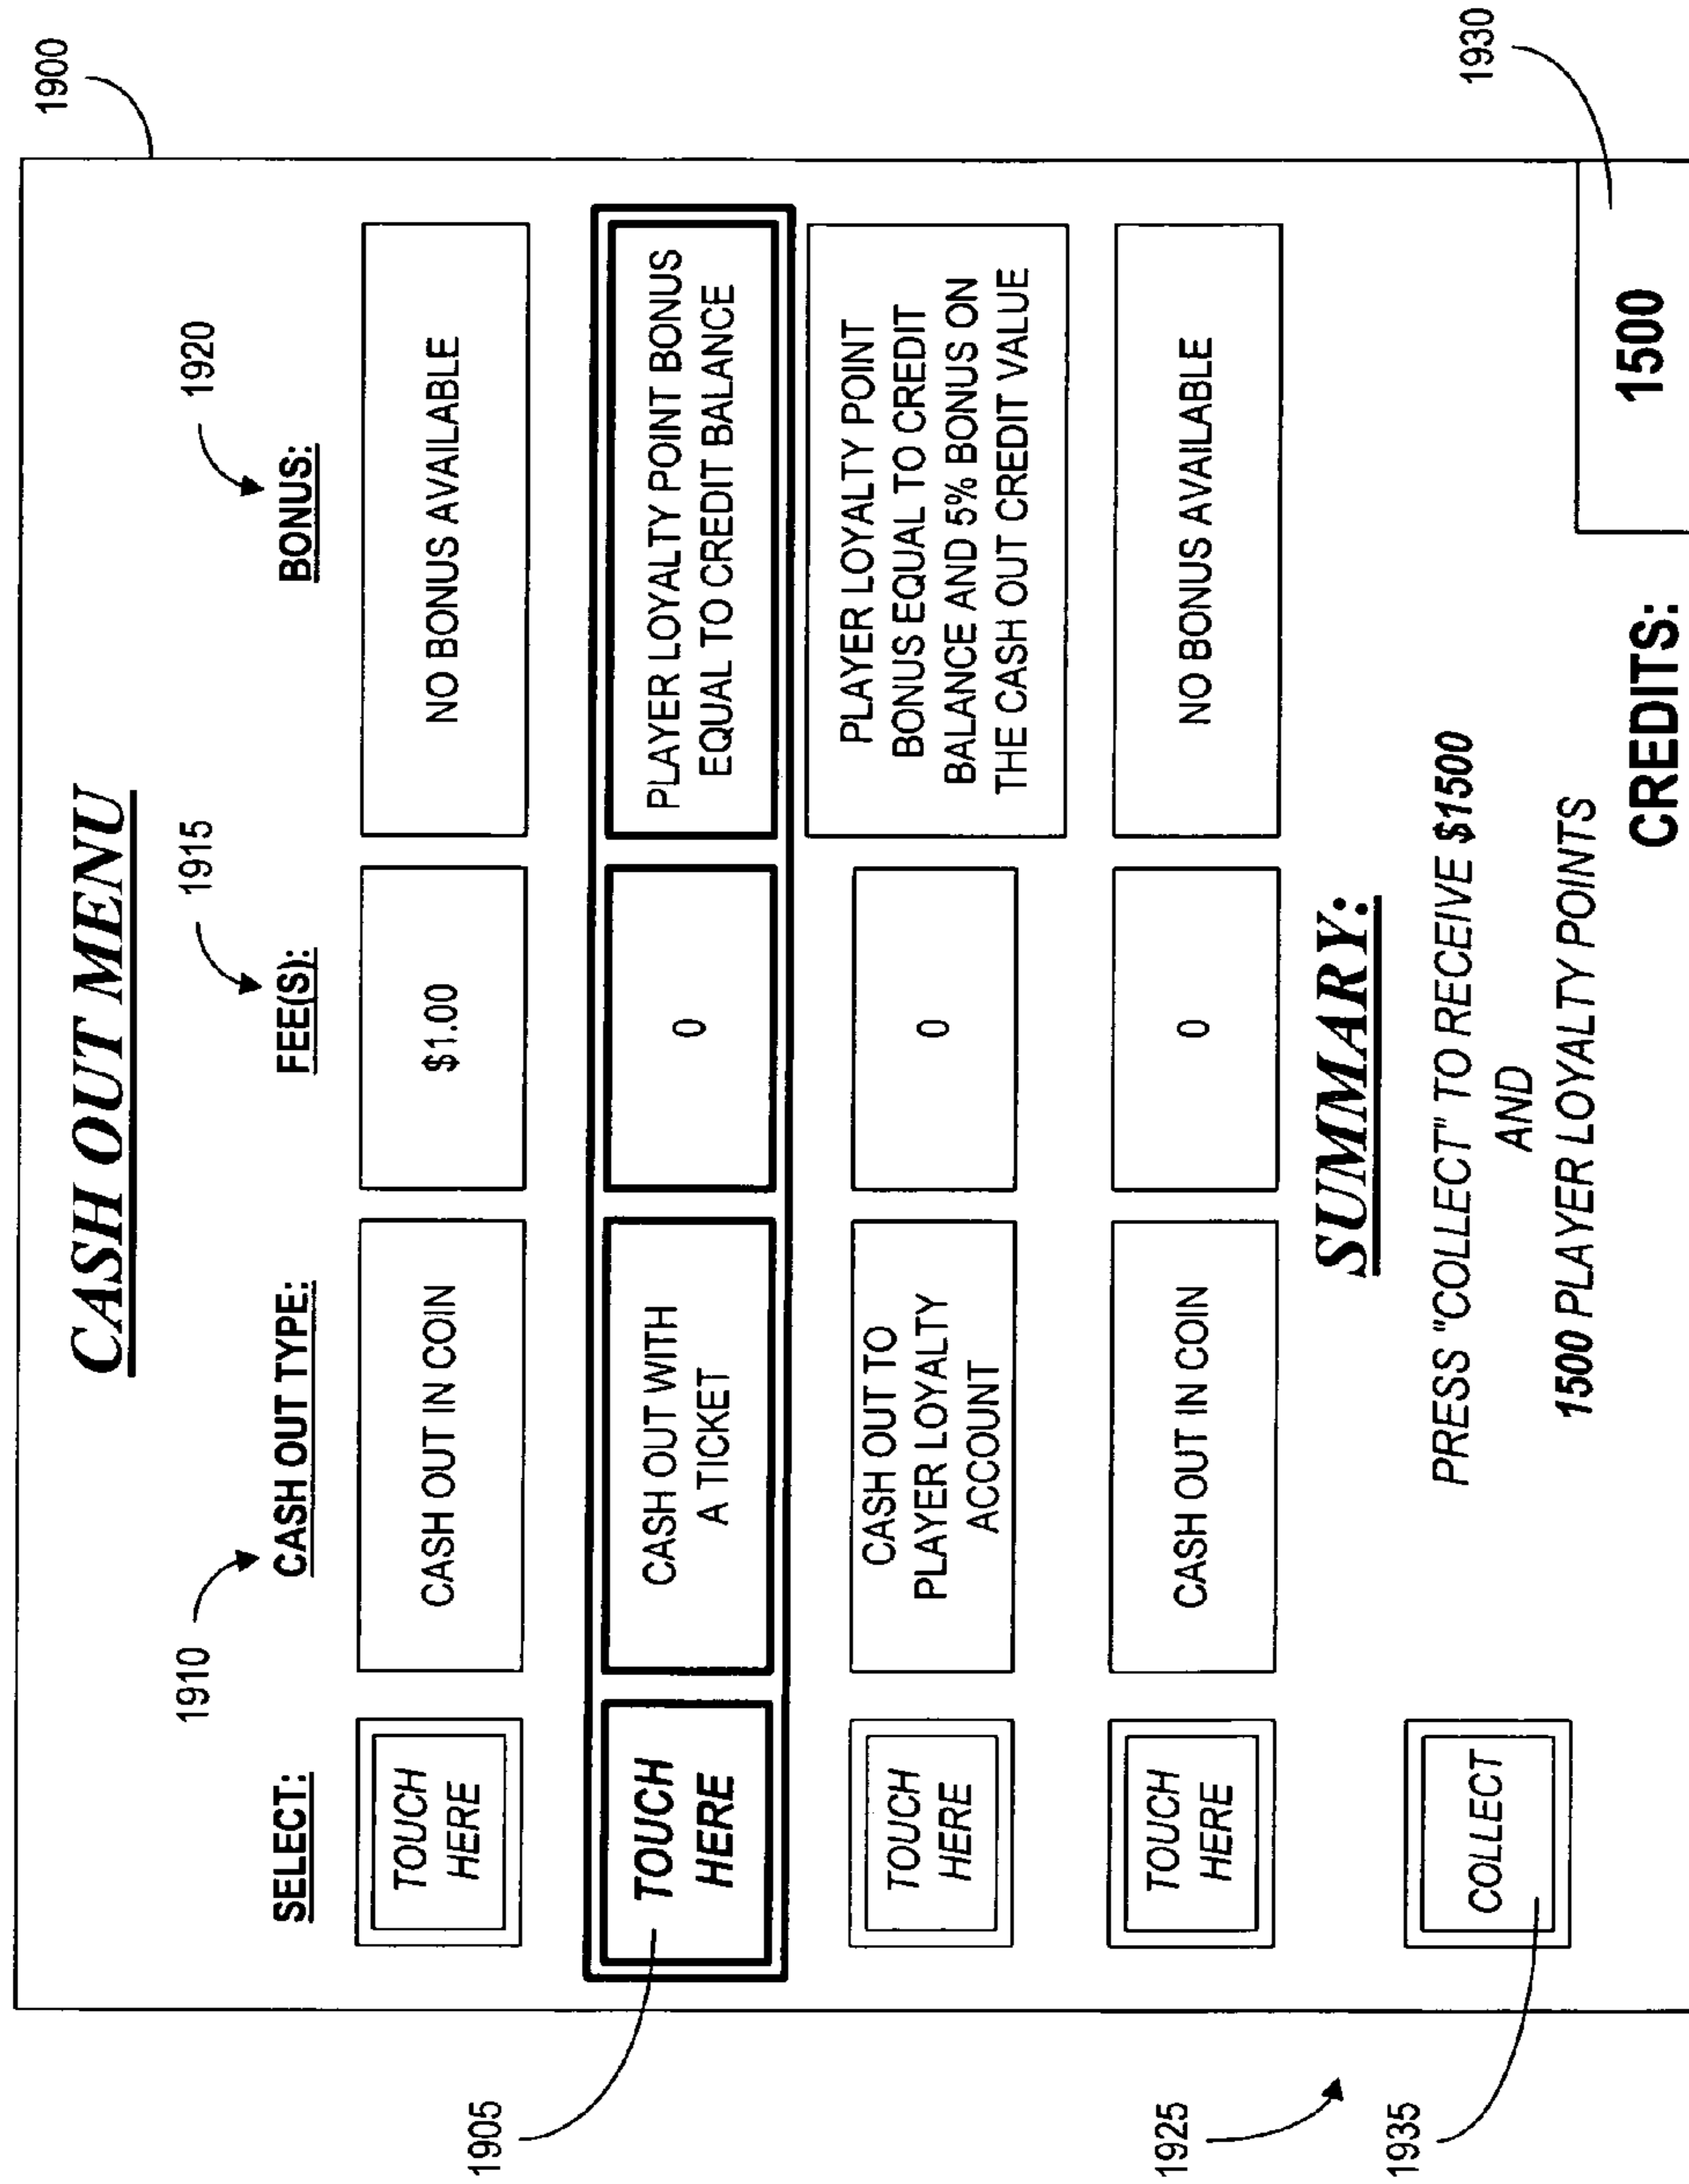 1900
CASH OUT MENU
1910
1915
1920
SELECT:
CASH OUT TYPE:
FEE(S):
BONUS:
TOUCH
HERE
CASH OUT IN COIN
$1.00
NO BONUS AVAILABLE
1905
TOUCH
HERE
CASH OUT WITH
A TICKET
0
PLAYER LOYALTY POINT BONUS
EQUAL TO CREDIT BALANCE
TOUCH
HERE
CASH OUT TO
PLAYER LOYALTY
ACCOUNT
0
PLAYER LOYALTY POINT
BONUS EQUAL TO CREDIT
BALANCE AND 5% BONUS ON
THE CASH OUT CREDIT VALUE
TOUCH
HERE
CASH OUT IN COIN
0
NO BONUS AVAILABLE
1925
SUMMARY:
1935
COLLECT
PRESS "COLLECT" TO RECEIVE $1500
AND
1500 PLAYER LOYALTY POINTS
1930
CREDITS:
1500